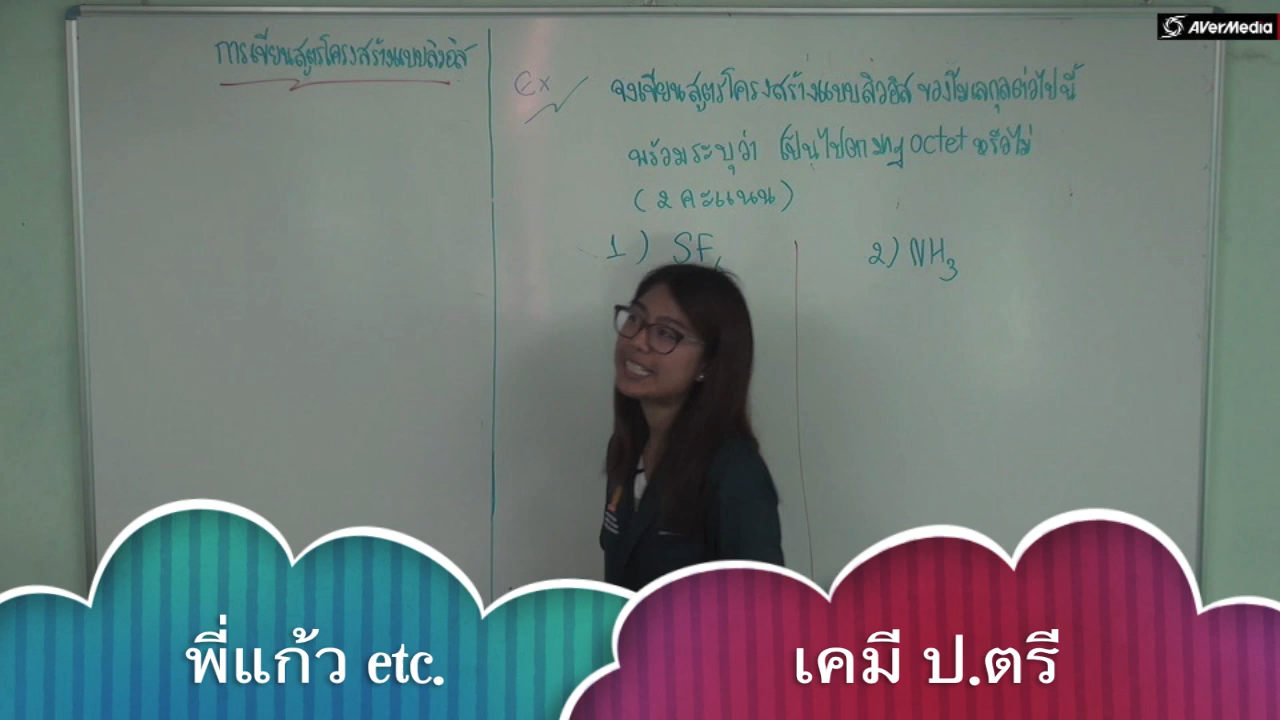 AVerMedia
การเขียนสูตรโครงสร้างแบบลิวอิส
Ex
จงเขียนสูตรโครงสร้างแบบลิวอิส ของโมเลกุลต่อไปนี้
พร้อมระบุว่า เป็นไปตามกฎ octet หรือไม่
(2 คะแนน)
1) SF6
2) NH3
พี่แก้ว etc.
เคมี ป.ตรี